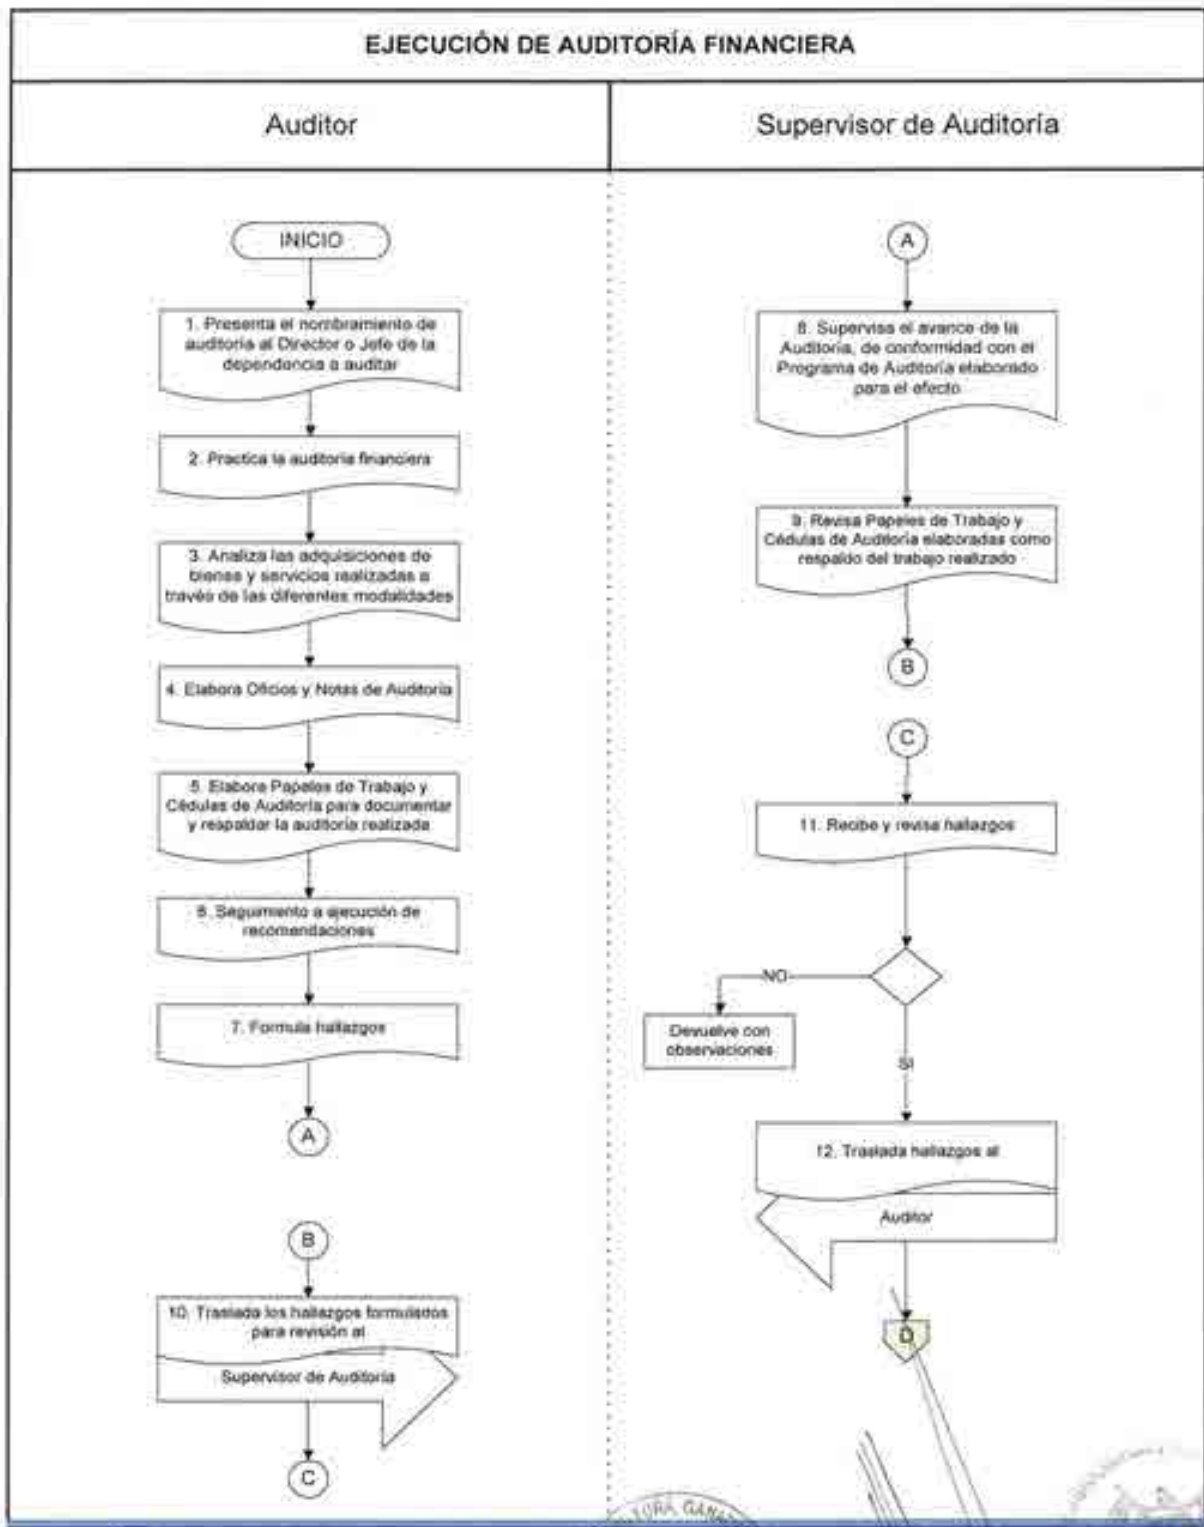 EJECUCIÓN DE AUDITORÍA FINANCIERA
Auditor
INICIO
1. Presenta el nombramiento de
auditoría al Director o Jefe de la
dependencia a auditar
2. Practica la auditoría financiera
3. Analiza las adquisiciones de
bienes y servicios realizadas a
través de las diferentes modalidades
4. Elabora Oficios y Notas de Auditoría
5. Elabora Papeles de Trabajo y
Cédulas de Auditoría para documentar
y respaldar la auditoría realizada
6. Seguimiento a ejecución de
recomendaciones
7. Formula hallazgos
A
B
10. Traslada los hallazgos formulados
para revisión al
Supervisor de Auditoría
C
Supervisor de Auditoría
A
8. Supervisa el avance de la
Auditoría, de conformidad con el
Programa de Auditoría elaborado
para el efecto
9. Revisa Papeles de Trabajo y
Cédulas de Auditoría elaboradas como
respaldo del trabajo realizado
B
C
11. Recibe y revisa hallazgos
NO
Devuelve con
observaciones
SI
12. Traslada hallazgos al
Auditor
D